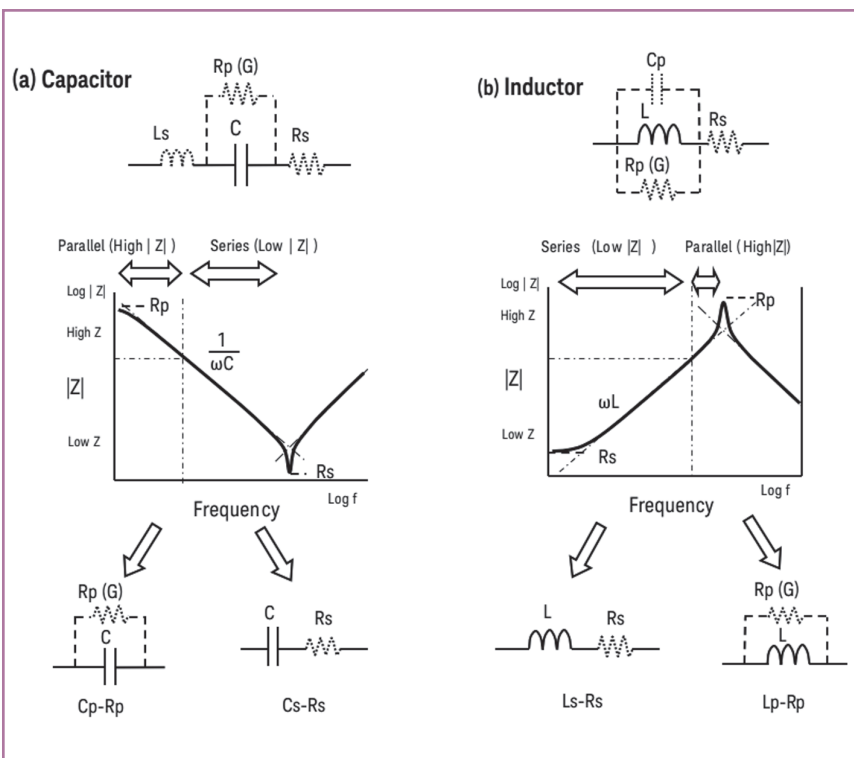 (a) Capacitor
Rp (G)
Ls
C
Rs
Parallel (High | Z| )
Series (Low | Z| )
Log | Z|
High Z
|Z|
Low Z
Rp
1
ωC
Rs
Log f
Frequency
Rp (G)
C
Cp-Rp
C
Rs
Cs-Rs
(b) Inductor
Cp
L
Rs
Rp (G)
Series (Low |Z| )
Parallel (High|Z|)
Log | Z|
High Z
|Z|
Low Z
Rp
ωL
Rs
Log f
Frequency
L
Rs
Ls-Rs
Rp (G)
L
Lp-Rp